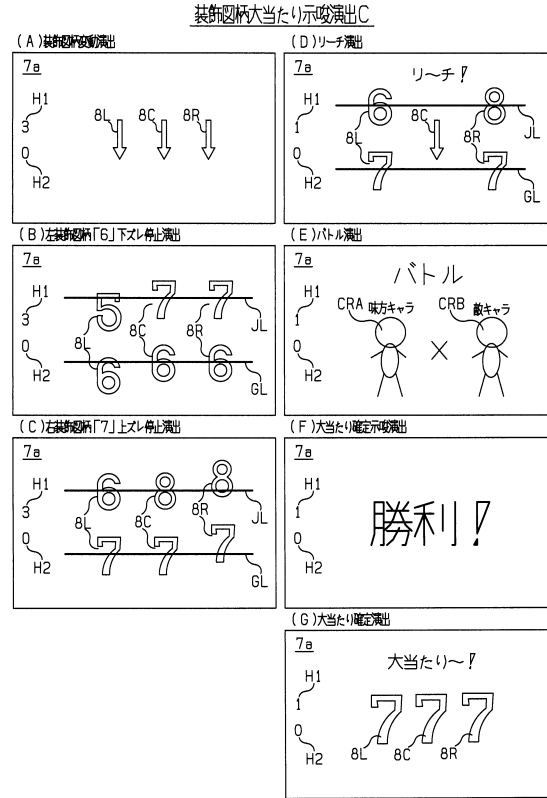 装飾図柄大当たり示唆演出C
(A)装飾図柄変動演出
7a
H1
3
0
H2
8L 8C 8R
(B)左装飾図柄「6」下ズレ停止演出
7a
H1
3
0
H2
5 7 7
6 6 6
8L 8C 8R
JL
GL
(C)右装飾図柄「7」上ズレ停止演出
7a
H1
3
0
H2
6 8 8
7 7 7
8L 8C 8R
JL
GL
(D)リーチ演出
7a
リ〜チ!
H1
1
0
H2
6 8
7 7
8L 8C 8R
JL
GL
(E)バトル演出
7a
バトル
H1
1
0
H2
CRA 味方キャラ
×
CRB 敵キャラ
(F)大当たり確定示唆演出
7a
H1
1
0
H2
勝利!
(G)大当たり確定演出
7a
大当たり〜!
H1
1
0
H2
7 7 7
8L 8C 8R